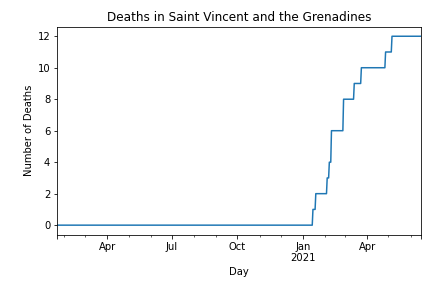 Deaths in Saint Vincent and the Grenadines
12
10
8
6
4
2
0
Number of Deaths
Apr
Jul
Oct
Jan
2021
Apr
Day